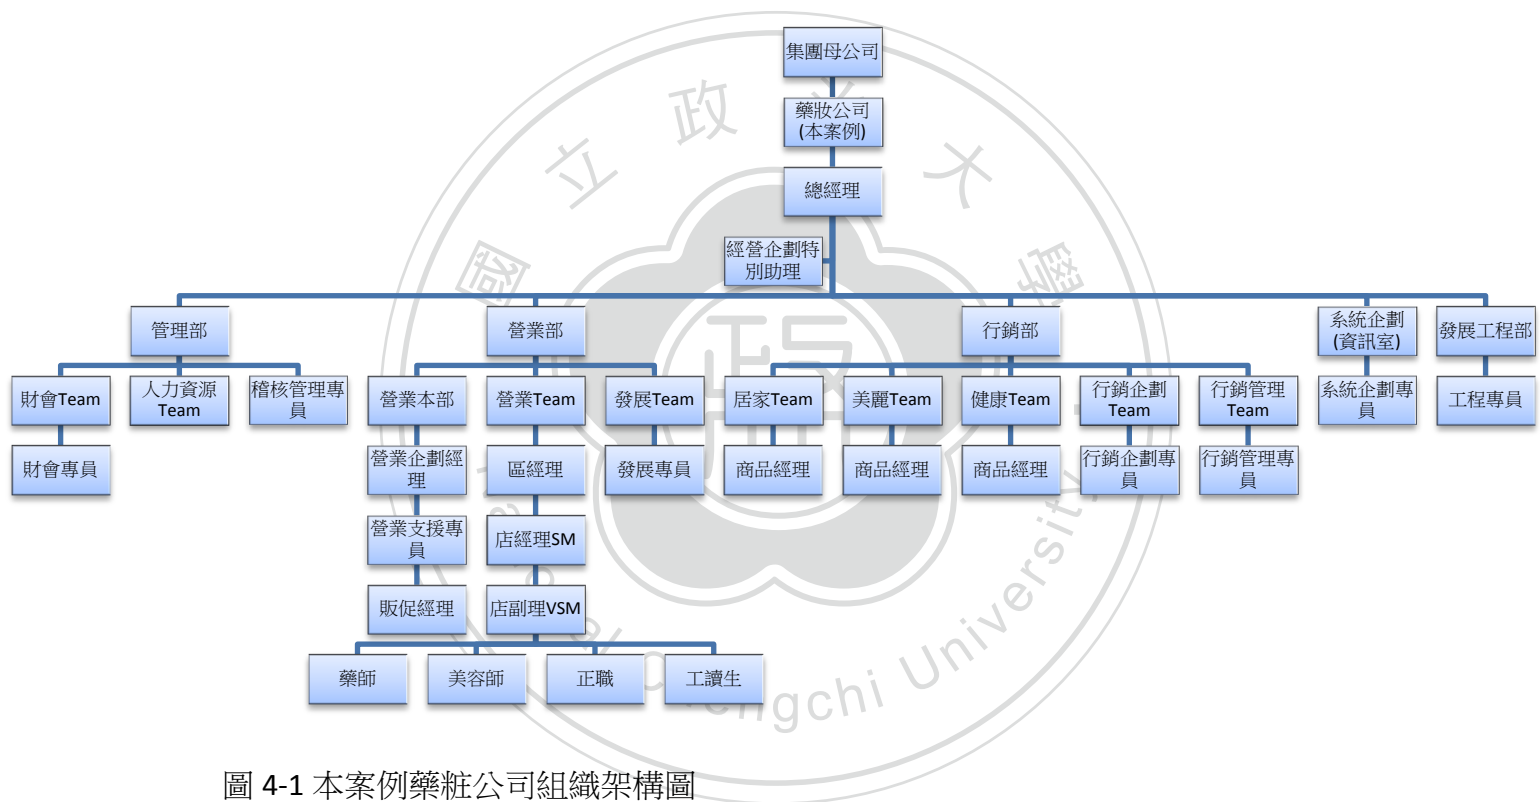 集團母公司
藥妝公司
(本案例)
總經理
經營企劃特
別助理
管理部
營業部
行銷部
系統企劃
(資訊室)
發展工程部
財會Team
人力資源
Team
稽核管理專
員
營業本部
營業Team
發展Team
居家Team
美麗Team
健康Team
行銷企劃
Team
行銷管理
Team
系統企劃專
員
工程專員
財會專員
營業企劃經
理
區經理
發展專員
商品經理
商品經理
商品經理
行銷企劃專
員
行銷管理專
員
營業支援專
員
店經理SM
販促經理
店副理VSM
藥師
美容師
正職
工讀生
圖 4-1 本案例藥粧公司組織架構圖
國立政
大學
政
University